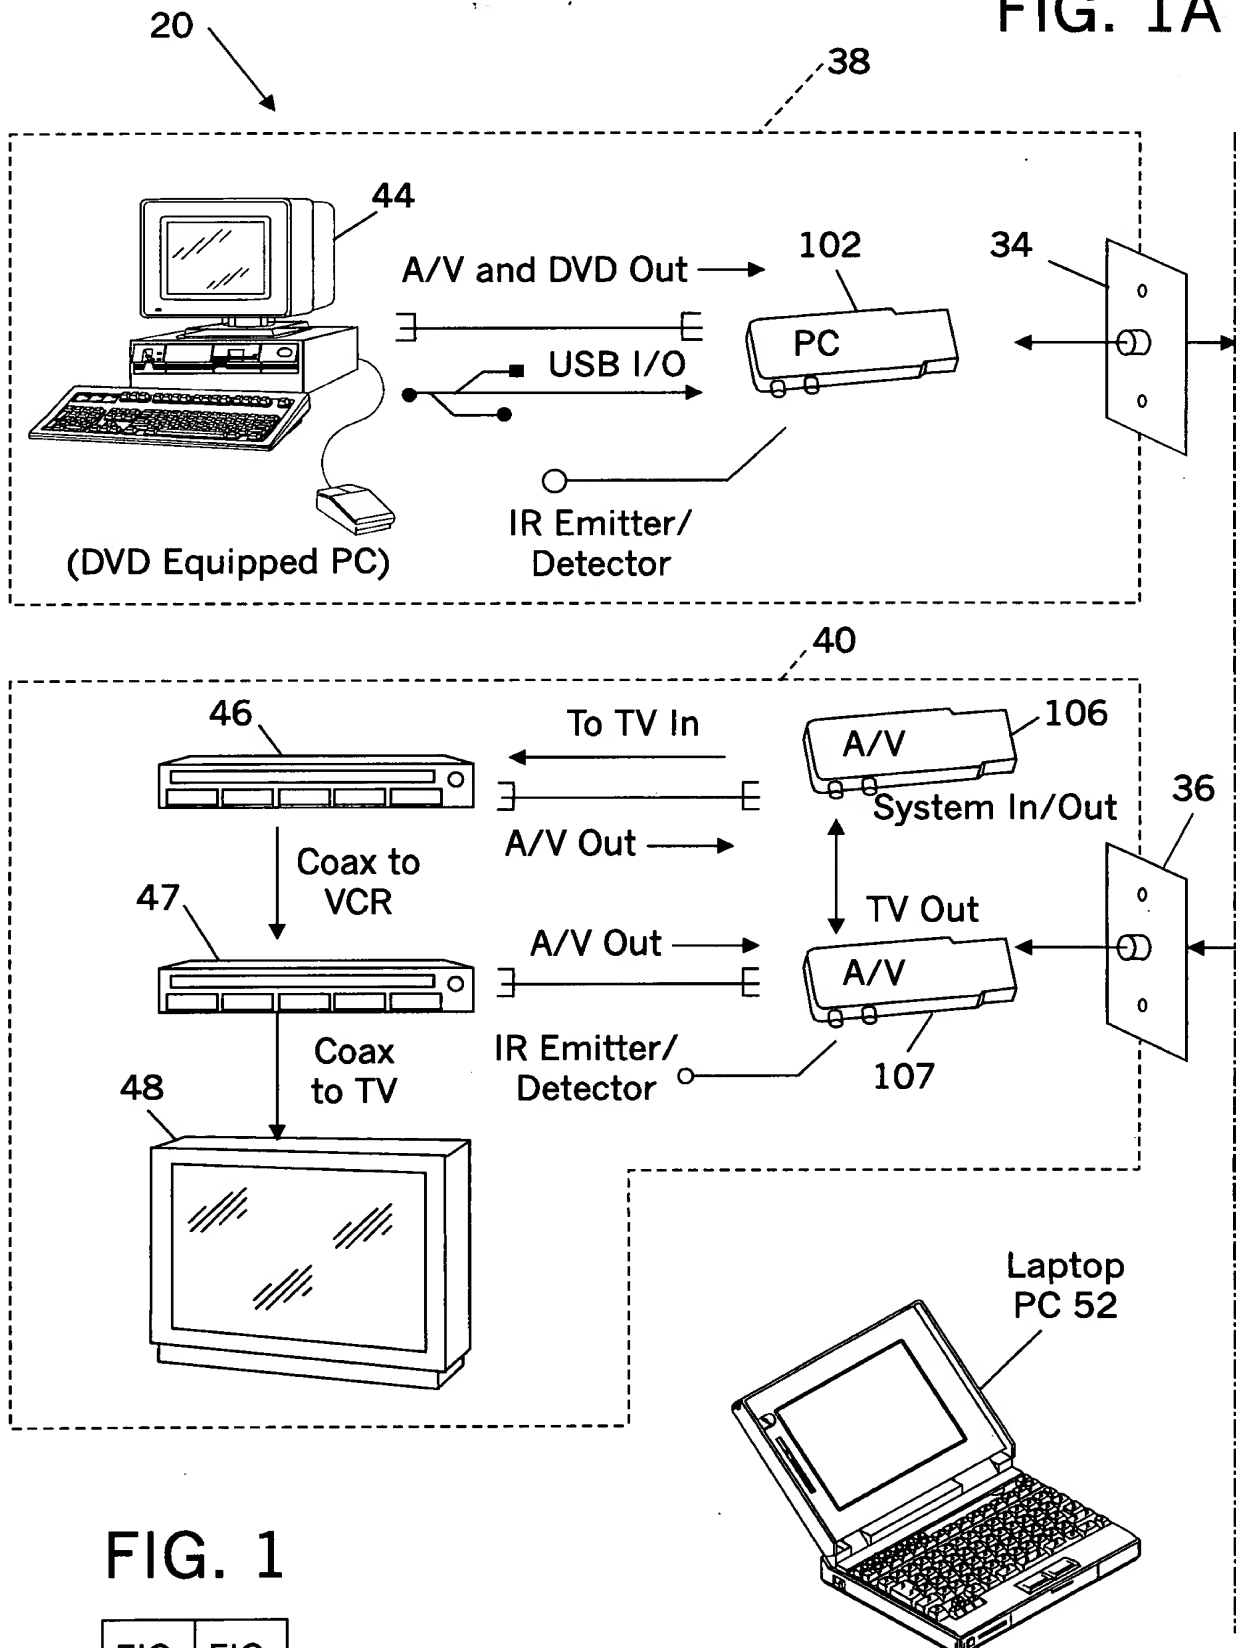 FIG. 1A
20
38
44
A/V and DVD Out
102
34
PC
USB I/O
IR Emitter/
Detector
(DVD Equipped PC)
40
46
To TV In
106
A/V
System In/Out
36
A/V Out
Coax to
VCR
47
TV Out
A/V Out
A/V
IR Emitter/
Detector
107
Coax
to TV
48
Laptop
PC 52
FIG. 1
FIG. FIG.